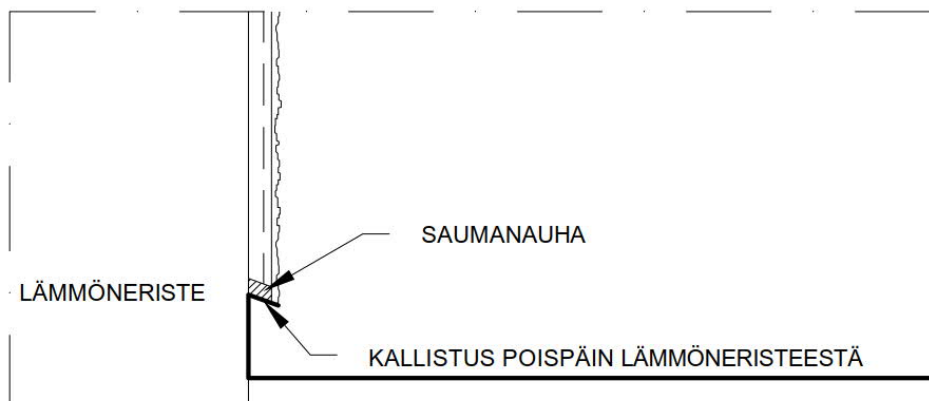 SAUMANAUHA
LÄMMÖNERISTE
KALLISTUS POISPÄIN LÄMMÖNERISTEESTÄ